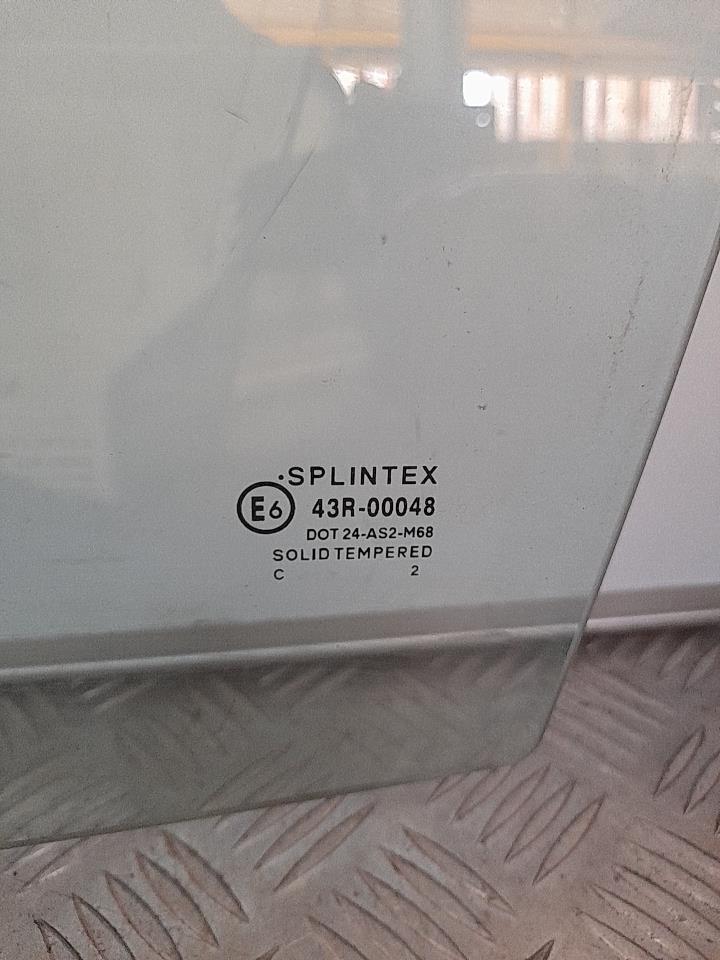 ·SPLINTEX
E6 43R-00048
DOT 24-AS2-M68
SOLID TEMPERED
C 2